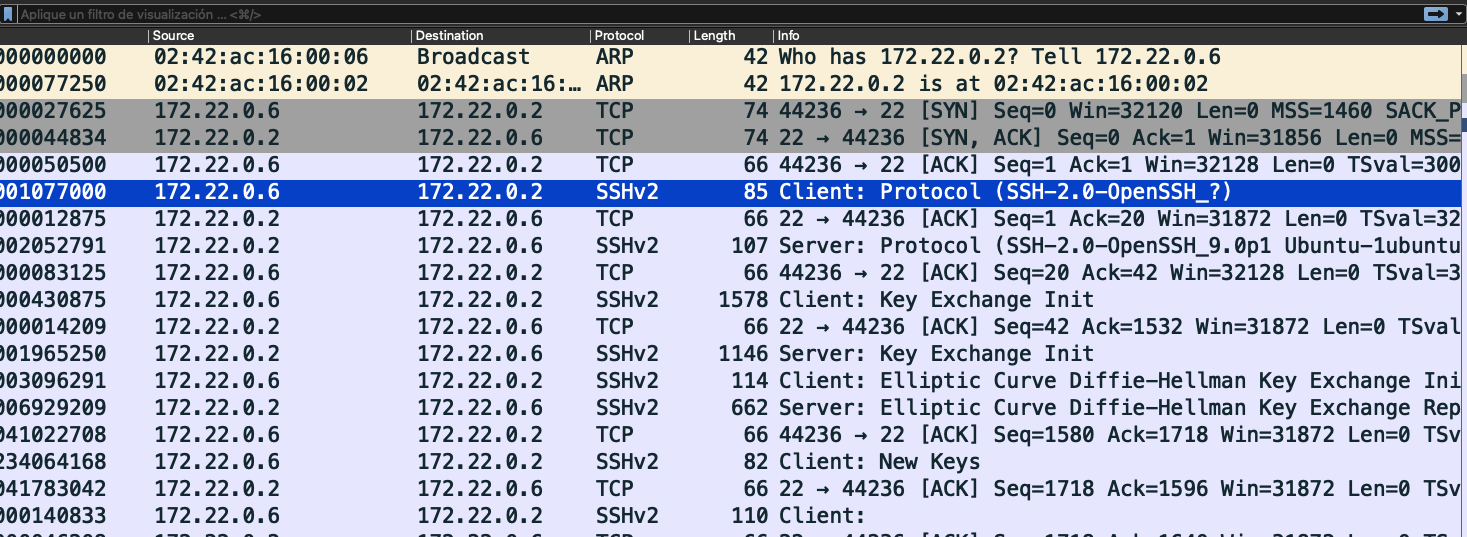 Aplique un filtro de visualización ... <⌘/>
Source Destination Protocol Length Info
000000000 02:42:ac:16:00:06 Broadcast ARP 42 Who has 172.22.0.2? Tell 172.22.0.6
000077250 02:42:ac:16:00:02 02:42:ac:16:… ARP 42 172.22.0.2 is at 02:42:ac:16:00:02
000027625 172.22.0.6 172.22.0.2 TCP 74 44236 → 22 [SYN] Seq=0 Win=32120 Len=0 MSS=1460 SACK_P
000044834 172.22.0.2 172.22.0.6 TCP 74 22 → 44236 [SYN, ACK] Seq=0 Ack=1 Win=31856 Len=0 MSS=
000050500 172.22.0.6 172.22.0.2 TCP 66 44236 → 22 [ACK] Seq=1 Ack=1 Win=32128 Len=0 TSval=300
001077000 172.22.0.6 172.22.0.2 SSHv2 85 Client: Protocol (SSH-2.0-OpenSSH_?)
000012875 172.22.0.2 172.22.0.6 TCP 66 22 → 44236 [ACK] Seq=1 Ack=20 Win=31872 Len=0 TSval=32
002052791 172.22.0.2 172.22.0.6 SSHv2 107 Server: Protocol (SSH-2.0-OpenSSH_9.0p1 Ubuntu-1ubuntu
000083125 172.22.0.6 172.22.0.2 TCP 66 44236 → 22 [ACK] Seq=20 Ack=42 Win=32128 Len=0 TSval=3
000430875 172.22.0.6 172.22.0.2 SSHv2 1578 Client: Key Exchange Init
000014209 172.22.0.2 172.22.0.6 TCP 66 22 → 44236 [ACK] Seq=42 Ack=1532 Win=31872 Len=0 TSval
001965250 172.22.0.2 172.22.0.6 SSHv2 1146 Server: Key Exchange Init
003096291 172.22.0.6 172.22.0.2 SSHv2 114 Client: Elliptic Curve Diffie-Hellman Key Exchange Ini
006929209 172.22.0.2 172.22.0.6 SSHv2 662 Server: Elliptic Curve Diffie-Hellman Key Exchange Rep
041022708 172.22.0.6 172.22.0.2 TCP 66 44236 → 22 [ACK] Seq=1580 Ack=1718 Win=31872 Len=0 TSv
234064168 172.22.0.6 172.22.0.2 SSHv2 82 Client: New Keys
041783042 172.22.0.2 172.22.0.6 TCP 66 22 → 44236 [ACK] Seq=1718 Ack=1596 Win=31872 Len=0 TSv
000140833 172.22.0.6 172.22.0.2 SSHv2 110 Client: